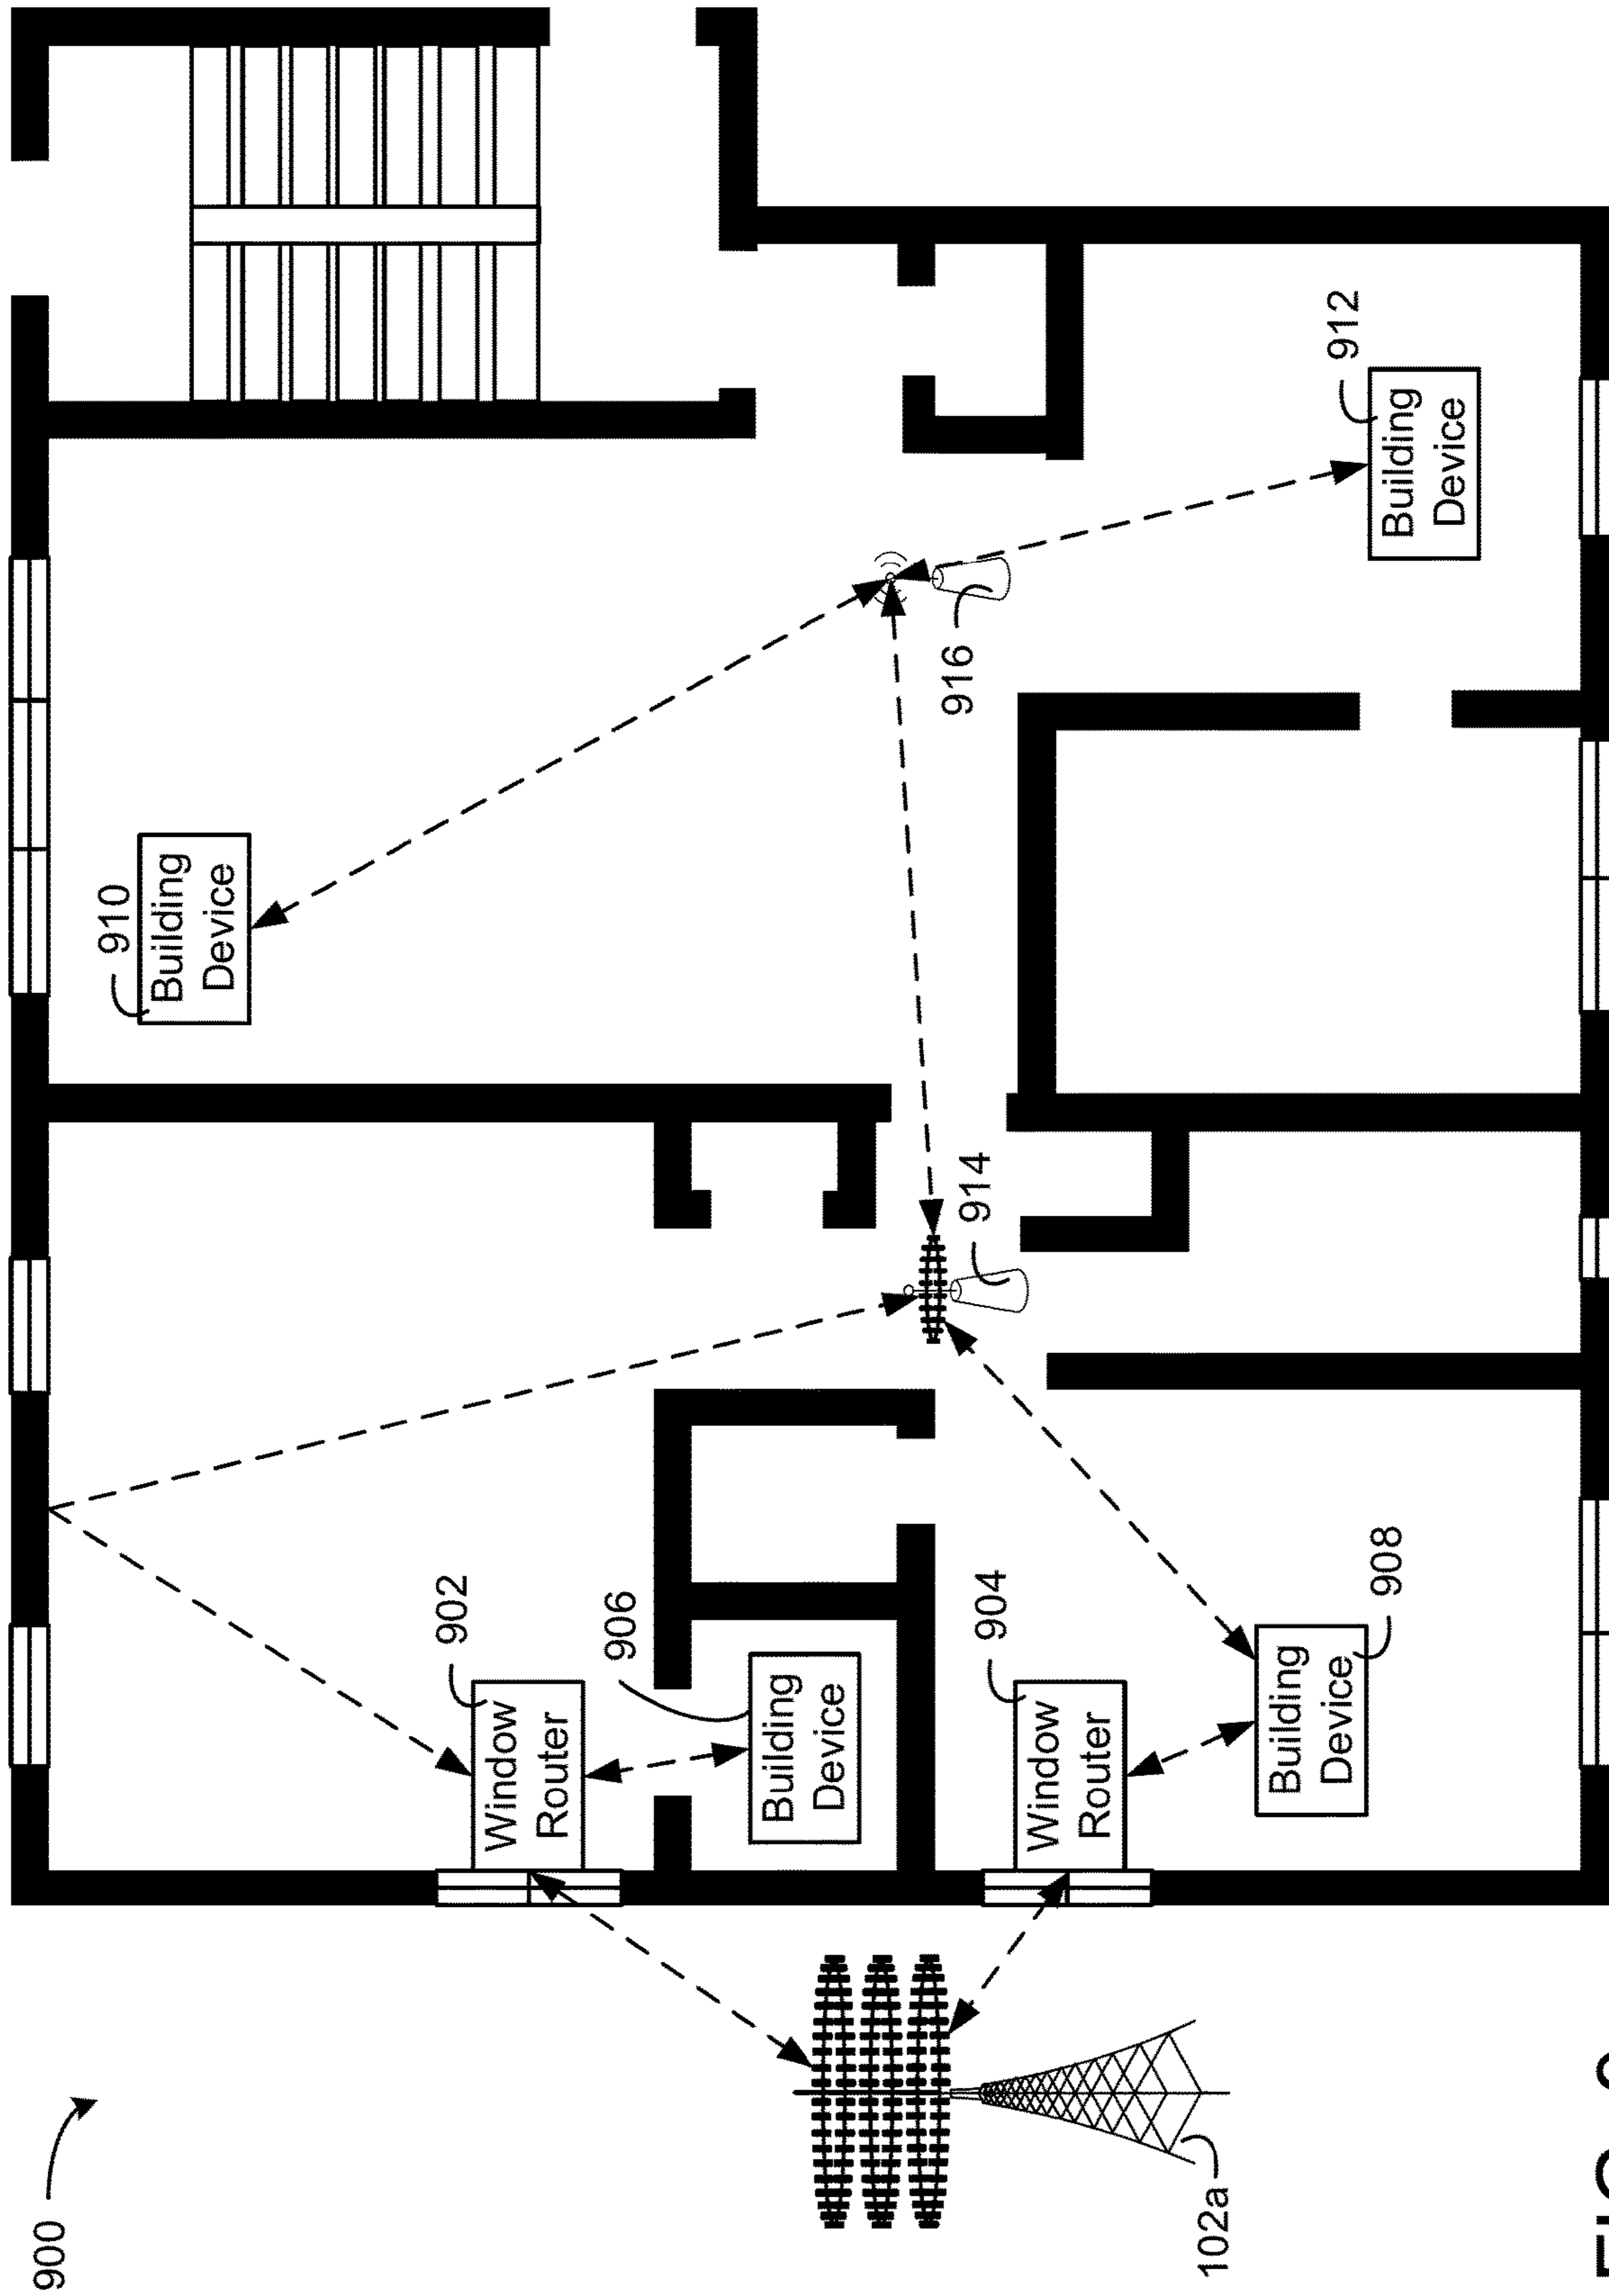 900
910
Building
Device
902
Window
Router
906
Building
Device
916
914
904
Window
Router
102a
Building
Device
908
912
Building
Device